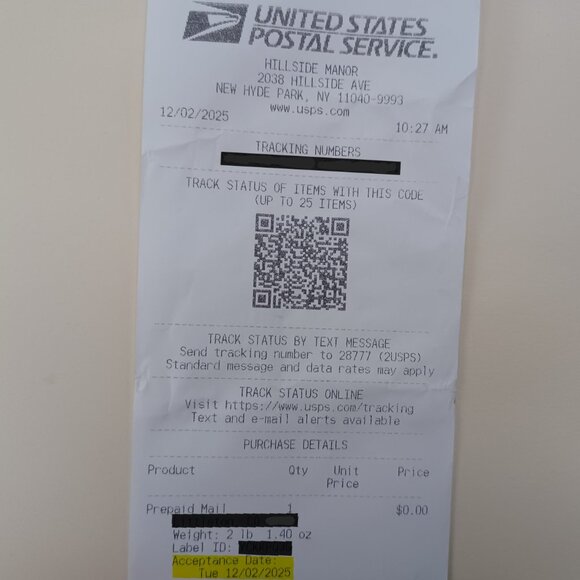 UNITED STATES
POSTAL SERVICE.
HILLSIDE MANOR
2038 HILLSIDE AVE
NEW HYDE PARK, NY 11040-9993
www.usps.com
12/02/2025 10:27 AM
TRACKING NUMBERS
TRACK STATUS OF ITEMS WITH THIS CODE
(UP TO 25 ITEMS)
TRACK STATUS BY TEXT MESSAGE
Send tracking number to 28777 (2USPS)
Standard message and data rates may apply
TRACK STATUS ONLINE
Visit https://www.usps.com/tracking
Text and e-mail alerts available
PURCHASE DETAILS
Product Qty Unit Price
Price
Prepaid Mail 1 $0.00
Weight: 2 lb 1.40 oz
Label ID:
Acceptance Date:
Tue 12/02/2025